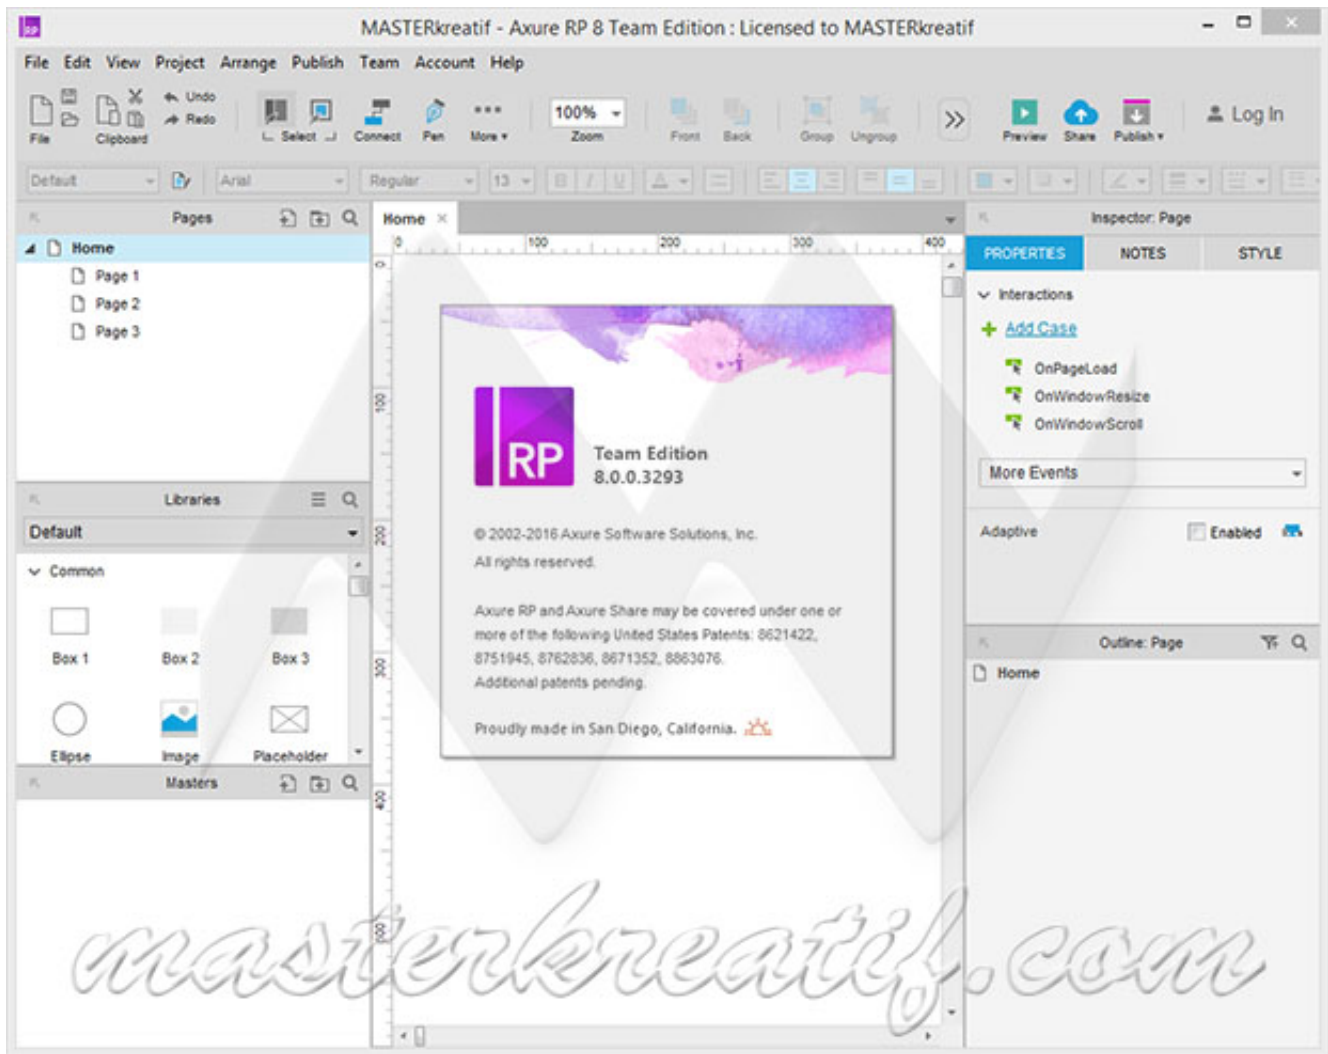 RP
MASTERkreatif - Axure RP 8 Team Edition : Licensed to MASTERkreatif
File Edit View Project Arrange Publish Team Account Help
Undo
Redo
File Clipboard Select Connect Pen More Zoom Front Back Group Ungroup Preview Share Publish
100%
Log In
Default Arial Regular 13 B I U A
Pages
Home
Page 1
Page 2
Page 3
Libraries
Default
Common
Box 1 Box 2 Box 3
Ellipse Image Placeholder
Masters
Home
0 100 200 300 400
0
100
200
300
400
500
RP
Team Edition
8.0.0.3293
© 2002-2016 Axure Software Solutions, Inc.
All rights reserved.
Axure RP and Axure Share may be covered under one or
more of the following United States Patents: 8621422,
8751945, 8762836, 8671352, 8863076.
Additional patents pending.
Proudly made in San Diego, California.
Inspector: Page
PROPERTIES NOTES STYLE
Interactions
Add Case
OnPageLoad
OnWindowResize
OnWindowScroll
More Events
Adaptive Enabled
Outline: Page
Home
masterkreatif.com